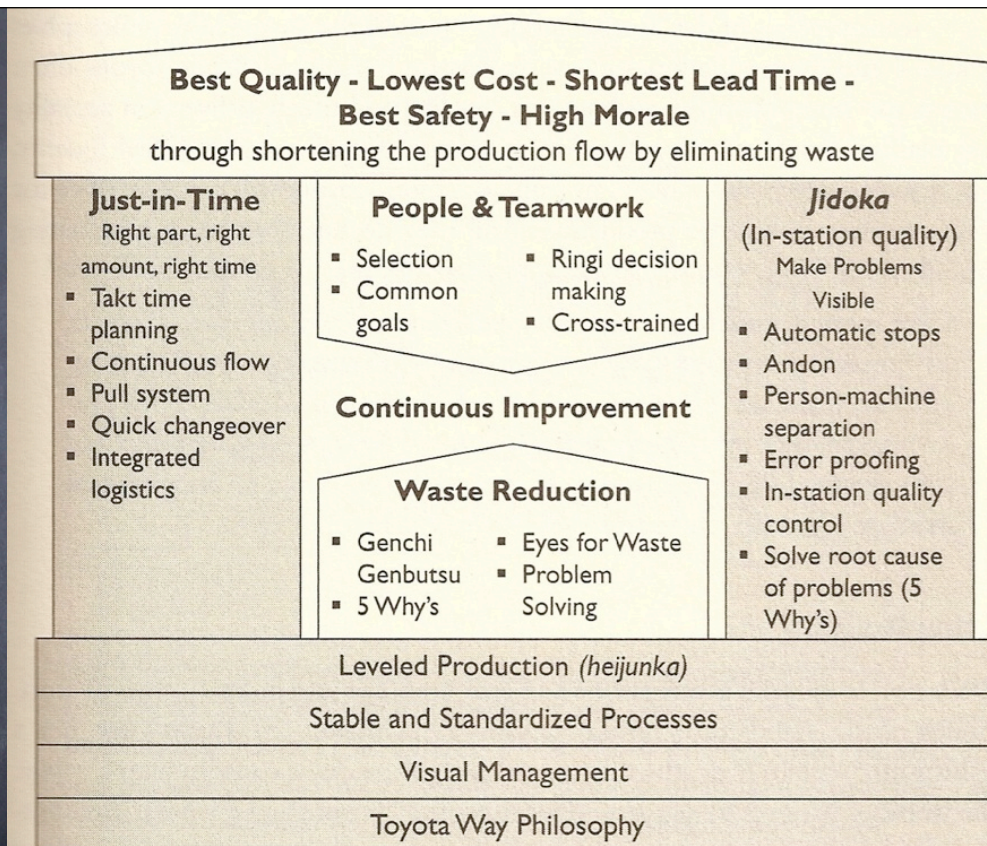 Best Quality - Lowest Cost - Shortest Lead Time -
Best Safety - High Morale
through shortening the production flow by eliminating waste
Just-in-Time
Right part, right
amount, right time
▪ Takt time
planning
▪ Continuous flow
▪ Pull system
▪ Quick changeover
▪ Integrated
logistics
People & Teamwork
▪ Selection
▪ Common
goals
▪ Ringi decision
making
▪ Cross-trained
Continuous Improvement
Waste Reduction
▪ Genchi
Genbutsu
▪ 5 Why's
▪ Eyes for Waste
▪ Problem
Solving
Jidoka
(In-station quality)
Make Problems
Visible
▪ Automatic stops
▪ Andon
▪ Person-machine
separation
▪ Error proofing
▪ In-station quality
control
▪ Solve root cause
of problems (5
Why's)
Leveled Production (heijunka)
Stable and Standardized Processes
Visual Management
Toyota Way Philosophy